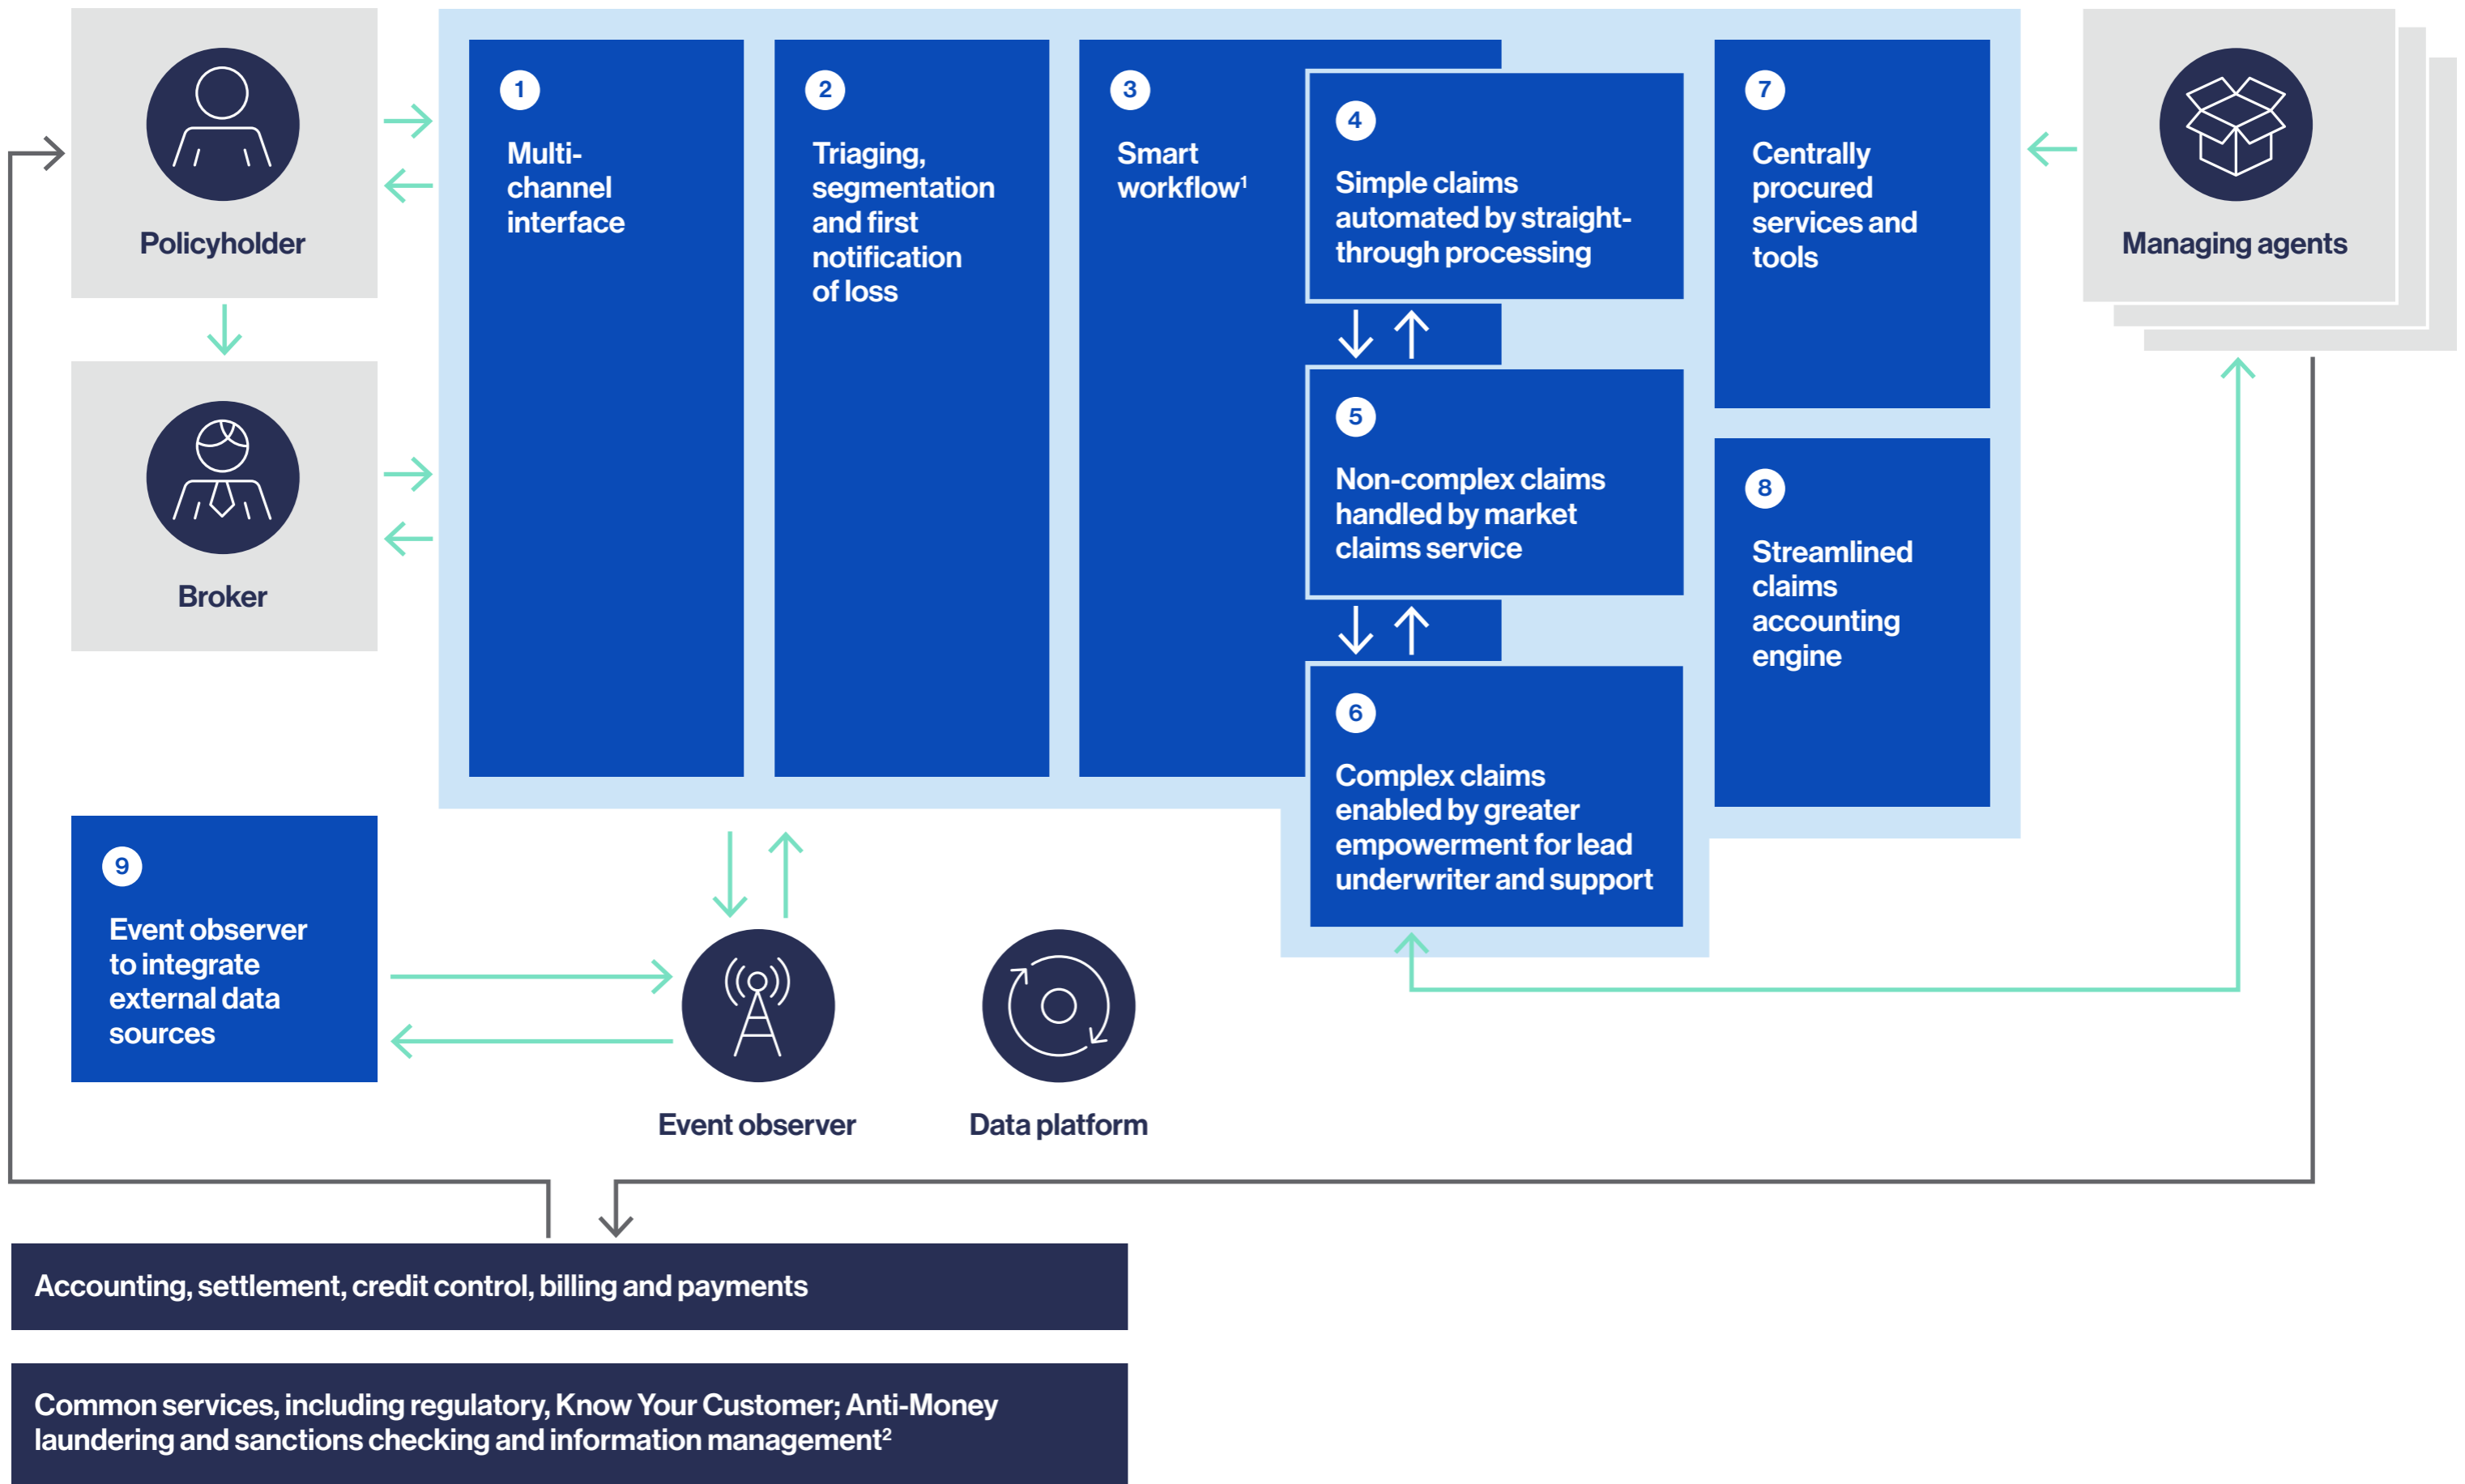 Policyholder
Broker
1
Multi-
channel
interface
2
Triaging,
segmentation
and first
notification
of loss
3
Smart
workflow¹
4
Simple claims
automated by straight-
through processing
5
Non-complex claims
handled by market
claims service
6
Complex claims
enabled by greater
empowerment for lead
underwriter and support
7
Centrally
procured
services and
tools
8
Streamlined
claims
accounting
engine
Managing agents
9
Event observer
to integrate
external data
sources
Event observer
Data platform
Accounting, settlement, credit control, billing and payments
Common services, including regulatory, Know Your Customer; Anti-Money
laundering and sanctions checking and information management²